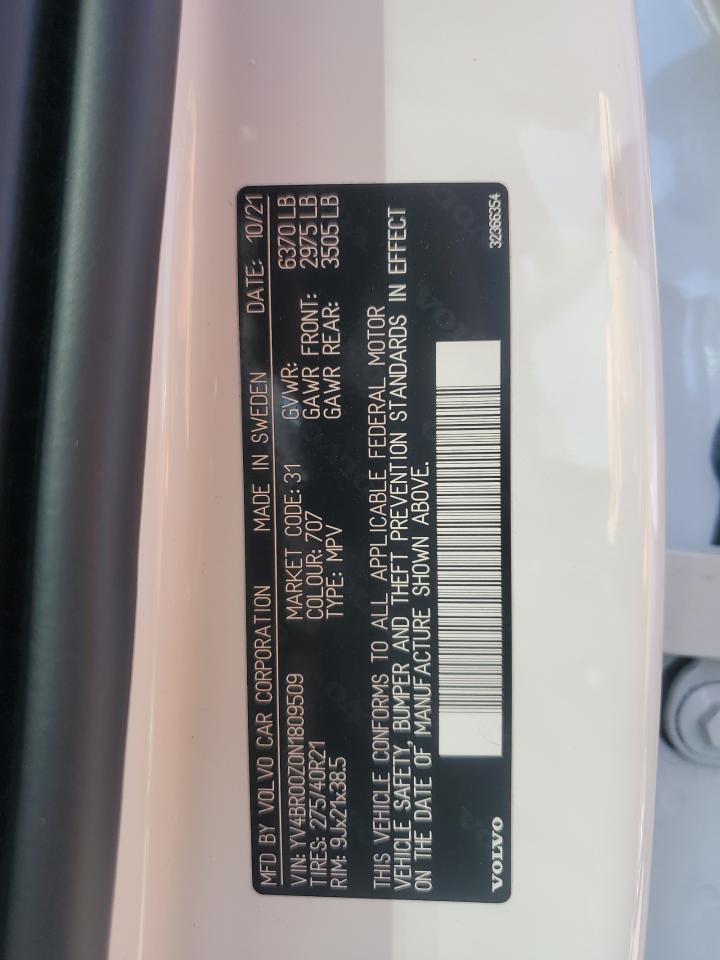 MFD BY VOLVO CAR CORPORATION MADE IN SWEDEN DATE: 10/21
VIN: YV4BR00Z0N1809509 MARKET CODE: 31 GVWR: 6370 LB
TIRES: 275/40R21 COLOUR: 707 GAWR FRONT: 2975 LB
RIM: 9Jx21x38.5 TYPE: MPV GAWR REAR: 3505 LB
THIS VEHICLE CONFORMS TO ALL APPLICABLE FEDERAL MOTOR
VEHICLE SAFETY, BUMPER AND THEFT PREVENTION STANDARDS IN EFFECT
ON THE DATE OF MANUFACTURE SHOWN ABOVE.
VOLVO 32366354